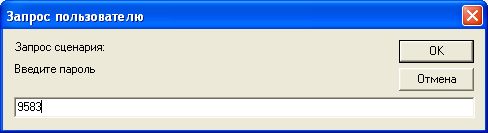 Запрос пользователю
Запрос сценария:
OK
Введите пароль
Отмена
9583